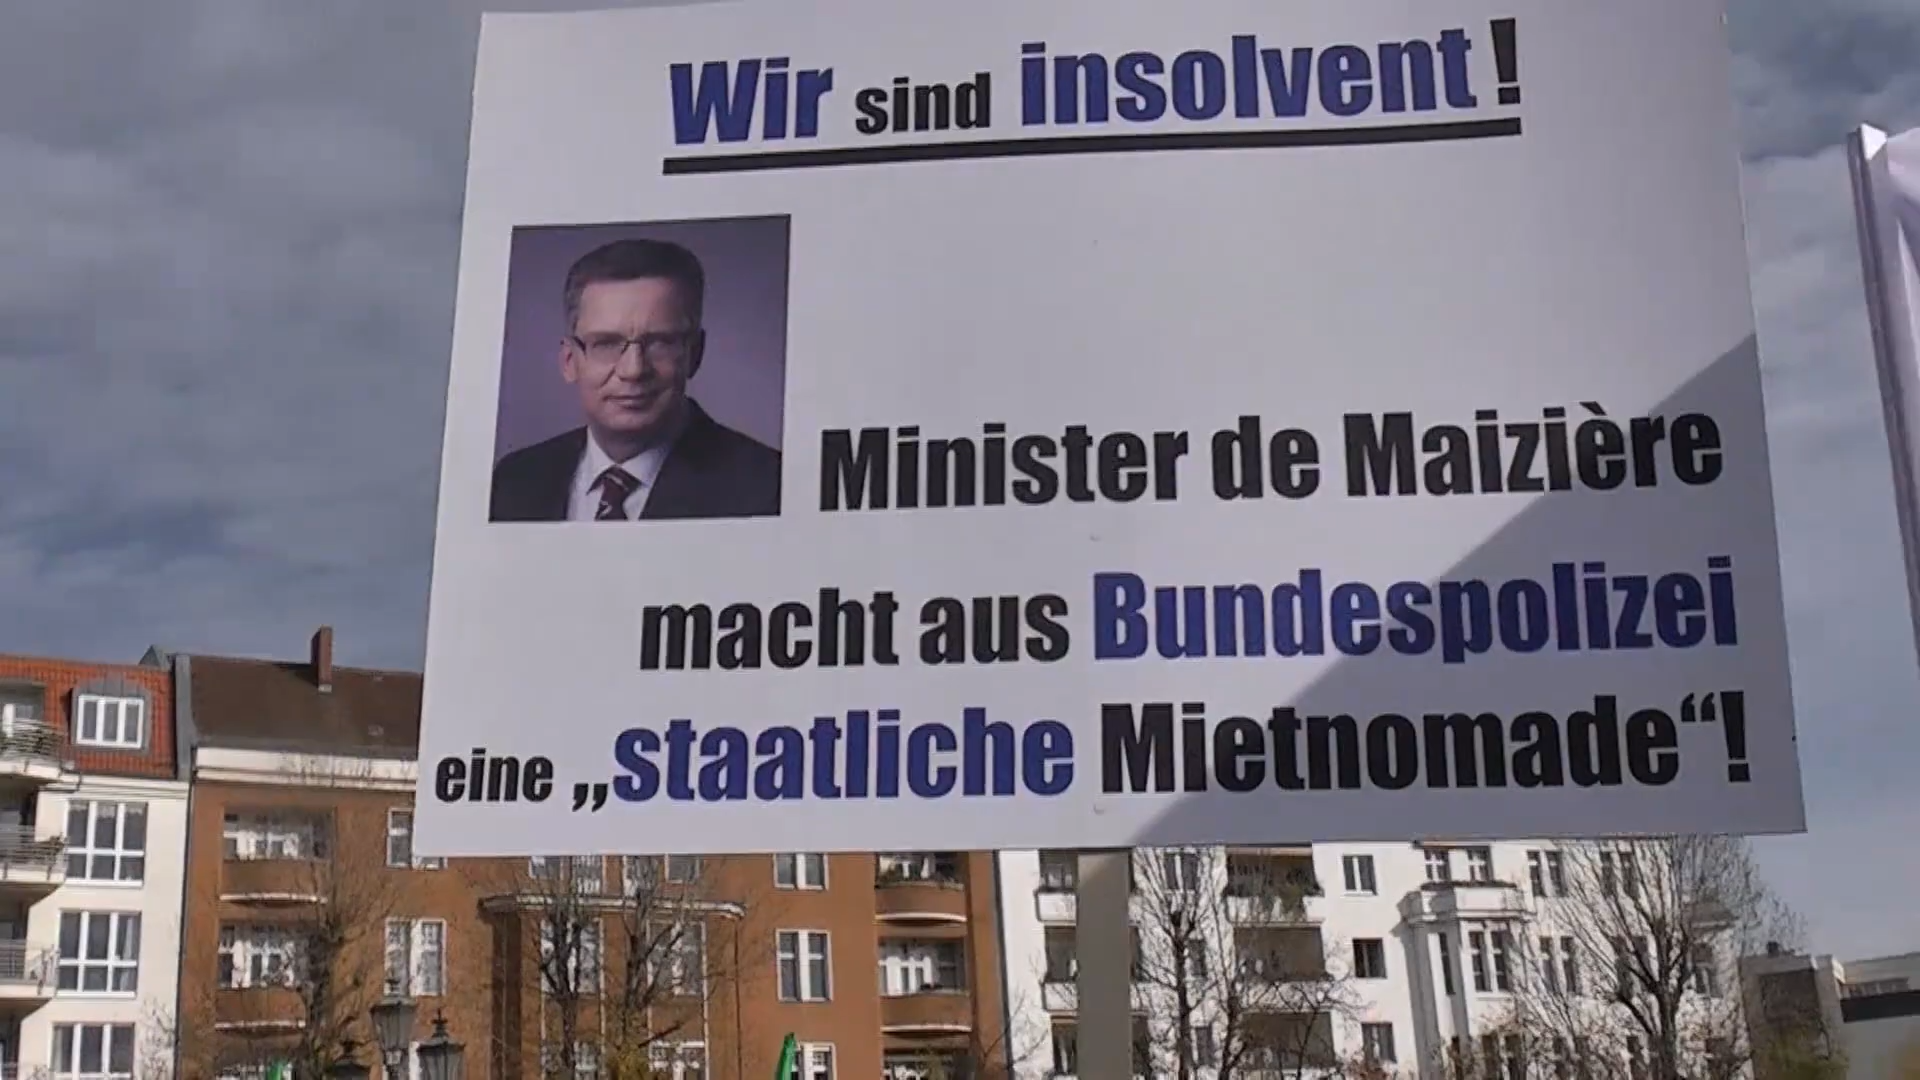 Wir sind insolvent!
Minister de Maizière
macht aus Bundespolizei
eine „staatliche Mietnomade“!